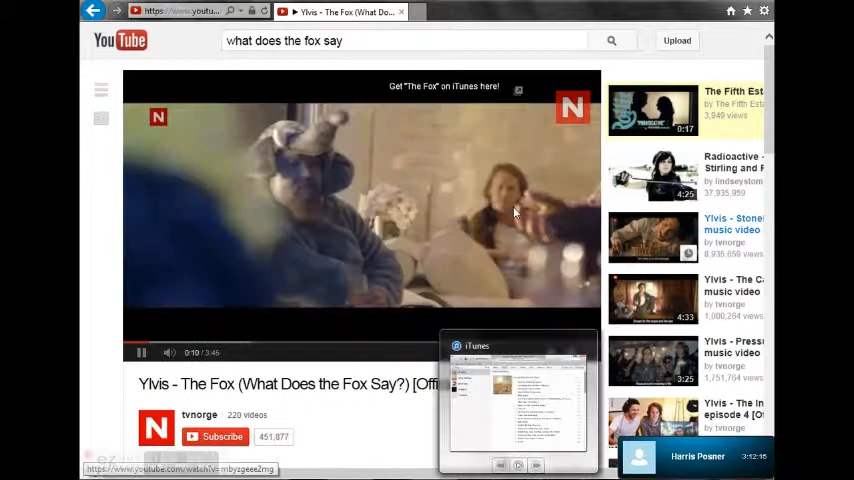 https://www.youtu...
Ylvis - The Fox (What Do...
YouTube
what does the fox say
Upload
Get "The Fox" on iTunes here!
N
N
0:10 / 3:45
Ylvis - The Fox (What Does the Fox Say?) [Offi
N
tvnorge · 220 videos
Subscribe
451,877
https://www.youtube.com/watch?v=mbyzgeee2mg
iTunes
The Fifth Esta
by The Fifth Esta
3,949 views
0:17
Radioactive -
Stirling and P
by lindseystom
37,935,959
4:25
Ylvis - Stonel
music video
by tvnorge
8,935,659 views
Ylvis - The Ca
music video
by tvnorge
1,000,264 views
4:33
Ylvis - Pressu
music video
by tvnorge
1,751,764
3:25
Ylvis - The In
episode 4 [O
by tvnorge
Harris Posner
3:12:16